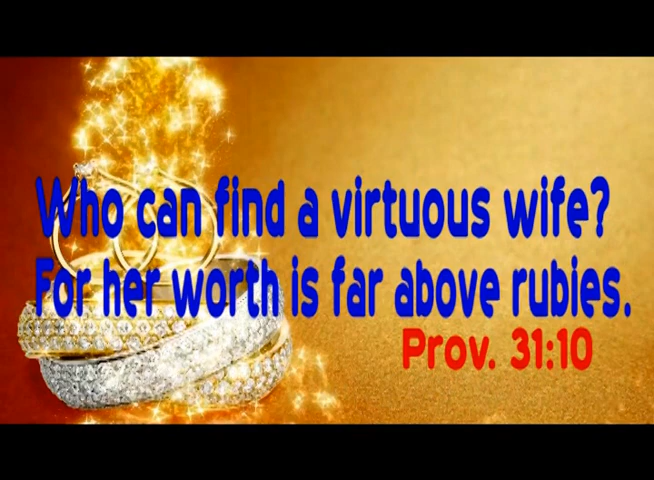 Who can find a virtuous wife?
For her worth is far above rubies.
Prov. 31:10